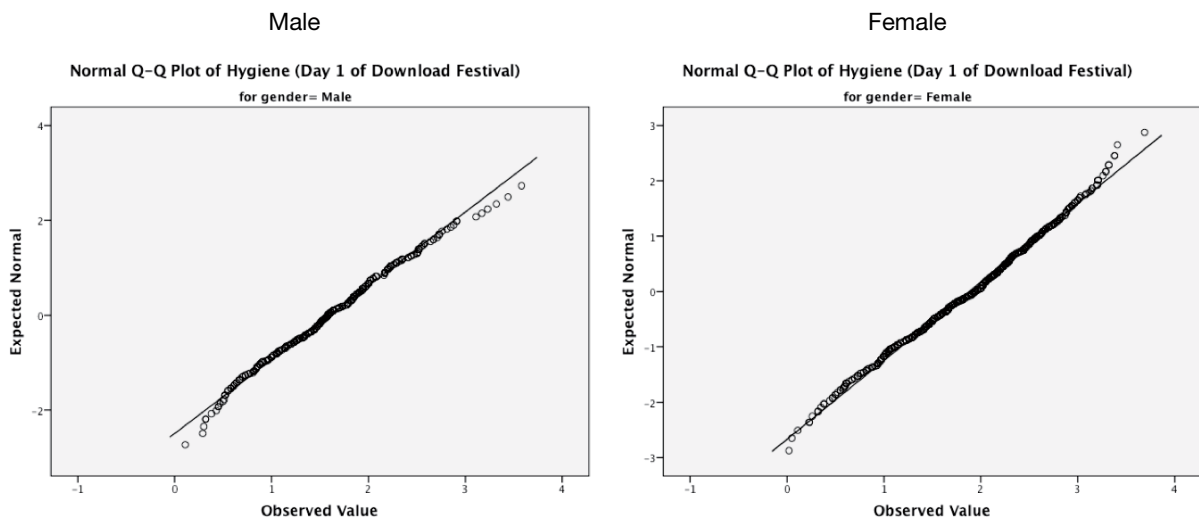 Male
Normal Q-Q Plot of Hygiene (Day 1 of Download Festival)
for gender= Male
4
2
0
-2
-1
0
1
2
3
4
Expected Normal
Observed Value
Female
Normal Q-Q Plot of Hygiene (Day 1 of Download Festival)
for gender= Female
3
2
1
0
-1
-2
-3
-1
0
1
2
3
4
Expected Normal
Observed Value